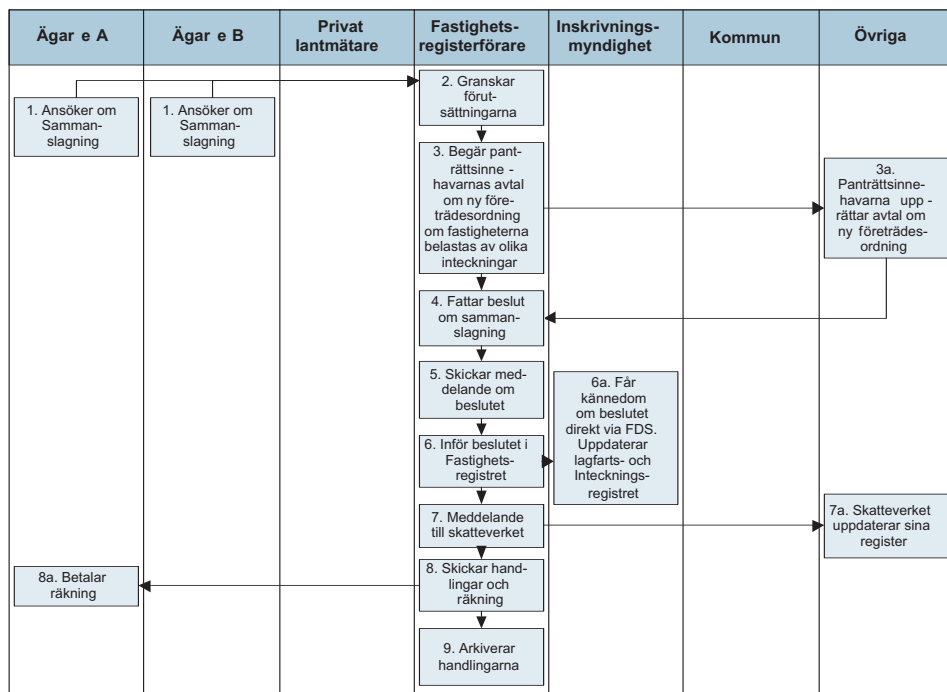 Ägar e A
Ägar e B
Privat
lantmätare
Fastighets-
registerförare
Inskrivnings-
myndighet
Kommun
Övriga
1. Ansöker om
Samman-
slagning
1. Ansöker om
Samman-
slagning
2. Granskar
förut-
sättningarna
3. Begär pant-
rättsinne -
havarnas avtal
om ny före-
trädesordning
om fastigheterna
belastas av olika
inteckningar
3a.
Panträttsinne-
havarna upp -
rättar avtal om
ny företrädes-
ordning
4. Fattar beslut
om samman-
slagning
5. Skickar med-
delande om
beslutet
6. Inför beslutet i
Fastighets-
registret
6a. Får
kännedom
om beslutet
direkt via FDS.
Uppdaterar
lagfarts- och
Intecknings-
registret
7. Meddelande
till skatteverket
7a. Skatteverket
uppdaterar sina
register
8. Skickar hand-
lingar och
räkning
8a. Betalar
räkning
9. Arkiverar
handlingarna